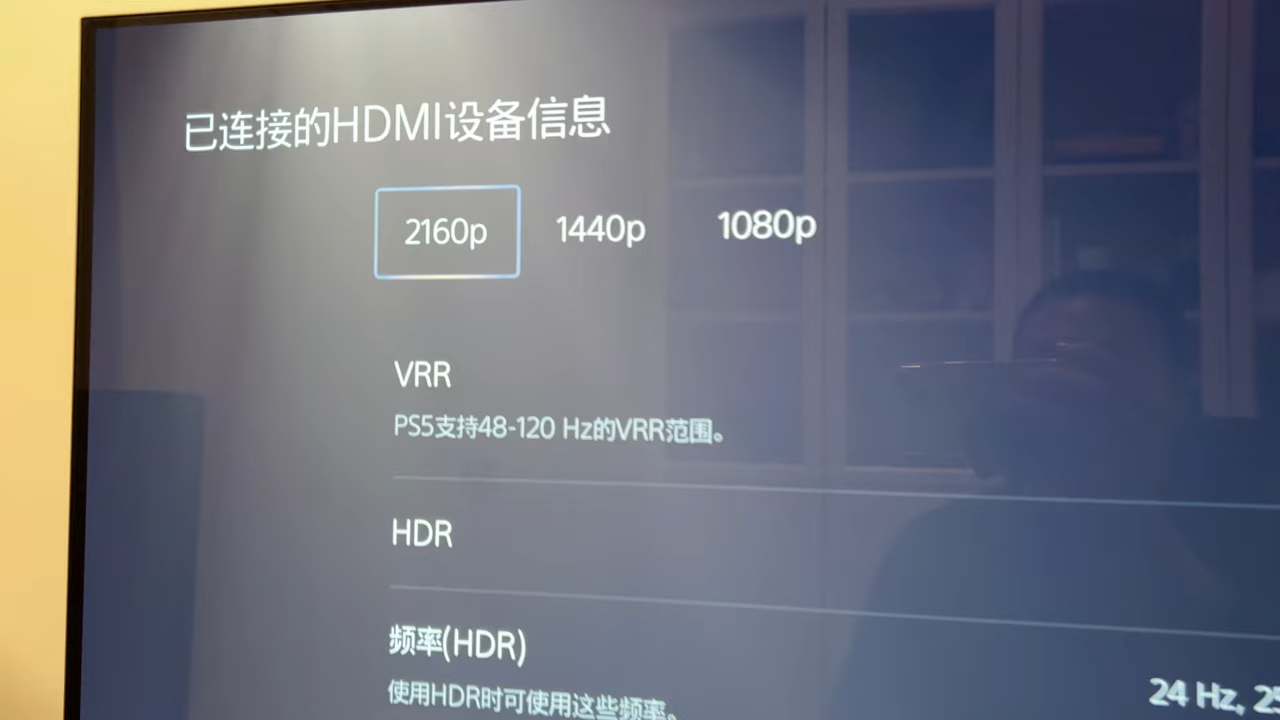 已连接的HDMI设备信息
2160p 1440p 1080p
VRR
PS5支持48-120 Hz的VRR范围。
HDR
频率(HDR)
使用HDR时可使用这些频率。
24 Hz, 25